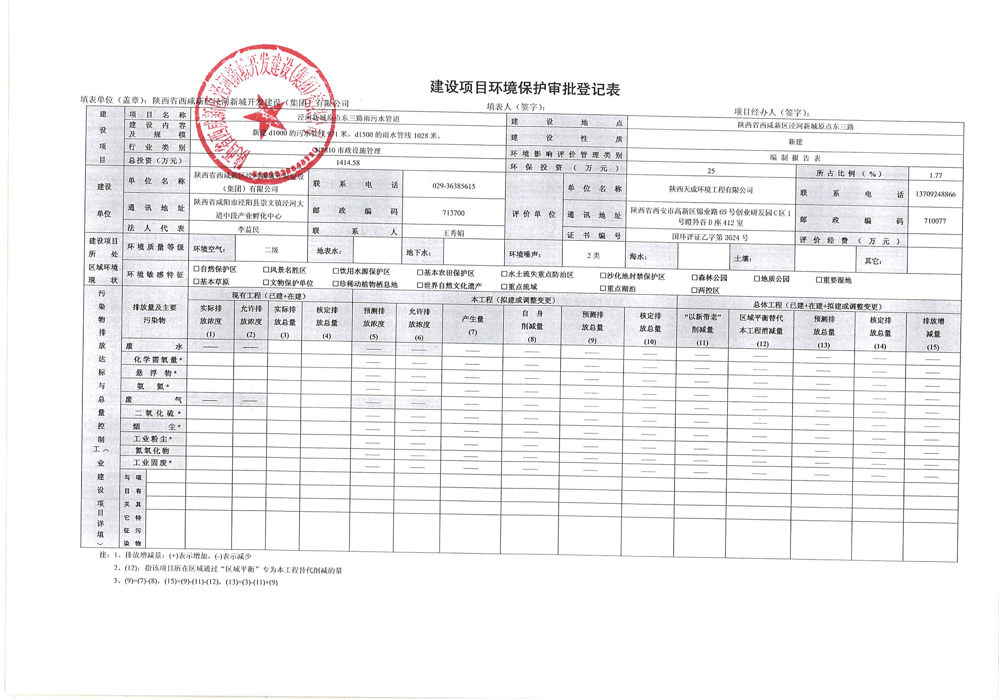 建设项目环境保护审批登记表
填表单位（盖章）：陕西省西咸新区泾河新城开发建设（集团）有限公司 填表人（签字）： 项目经办人（签字）：
建设项目
项目名称 泾河新城原点东三路雨污水管道 建设地点 陕西省西咸新区泾河新城原点东三路
建设内容及规模 新建 d1000 的污水管线 971 米，d1500 的雨水管线 1028 米。 建设性质 新建
行业类别 N7810 市政设施管理 环境影响评价管理类别 编制报告表
总投资（万元） 1414.58 环保投资（万元） 25 所占比例（%） 1.77
建设单位
单位名称 陕西省西咸新区泾河新城开发建设（集团）有限公司 联系电话 029-36385615 评价单位 单位名称 陕西天成环境工程有限公司 联系电话 13709248866
通讯地址 陕西省咸阳市泾阳县崇文镇泾河大道中段产业孵化中心 邮政编码 713700 通讯地址 陕西省西安市高新区锦业路 69 号创业研发园 C 区 1 号瞪羚谷 D 座 412 室 邮政编码 710077
法人代表 李益民 联系人 王秀娟 证书编号 国环评证乙字第 3624 号 评价经费（万元）
建设项目所处区域环境现状
环境质量等级 环境空气： 二级 地表水： 地下水： 环境噪声： 2 类 海水： 土壤： 其它：
环境敏感特征 □自然保护区 □风景名胜区 □饮用水源保护区 □基本农田保护区 □水土流失重点防治区 □沙化地封禁保护区 □森林公园 □地质公园 □重要湿地
□基本草原 □文物保护单位 □珍稀动植物栖息地 □世界自然文化遗产 □重点流域 □重点湖泊 □两控区
污染物排放达标与总量控制（工业建设项目详填）
排放量及主要污染物 现有工程（已建+在建） 本工程（拟建或调整变更） 总体工程（已建+在建+拟建或调整变更）
实际排放浓度(1) 允许排放浓度(2) 实际排放总量(3) 核定排放总量(4) 预测排放浓度(5) 允许排放浓度(6) 产生量(7) 自身削减量(8) 预测排放总量(9) 核定排放总量(10) “以新带老”削减量(11) 区域平衡替代本工程消减量(12) 预测排放总量(13) 核定排放总量(14) 排放增减量(15)
废水 —— —— —— —— —— —— —— —— —— —— —— —— ——
化学需氧量* —— —— —— —— —— —— —— —— —— —— ——
悬浮物* —— —— —— —— —— —— —— —— —— —— ——
氨氮* —— —— —— —— —— —— —— —— —— —— ——
废气 —— —— —— —— —— —— —— —— —— —— —— —— ——
二氧化硫* —— —— —— —— —— —— —— —— —— —— ——
烟尘* —— —— —— —— —— —— —— —— —— —— ——
工业粉尘* —— —— —— —— —— —— —— —— —— —— ——
氮氧化物 —— —— —— —— —— —— —— —— —— —— ——
工业固废* —— —— —— —— —— —— —— —— —— —— ——
与项目有关其它特征污染物
注：1、排放增减量：(+)表示增加，(-)表示减少
2、(12)：指该项目所在区域通过“区域平衡”专为本工程替代削减的量
3、(9)=(7)-(8)，(15)=(9)-(11)-(12)，(13)=(3)-(11)+(9)